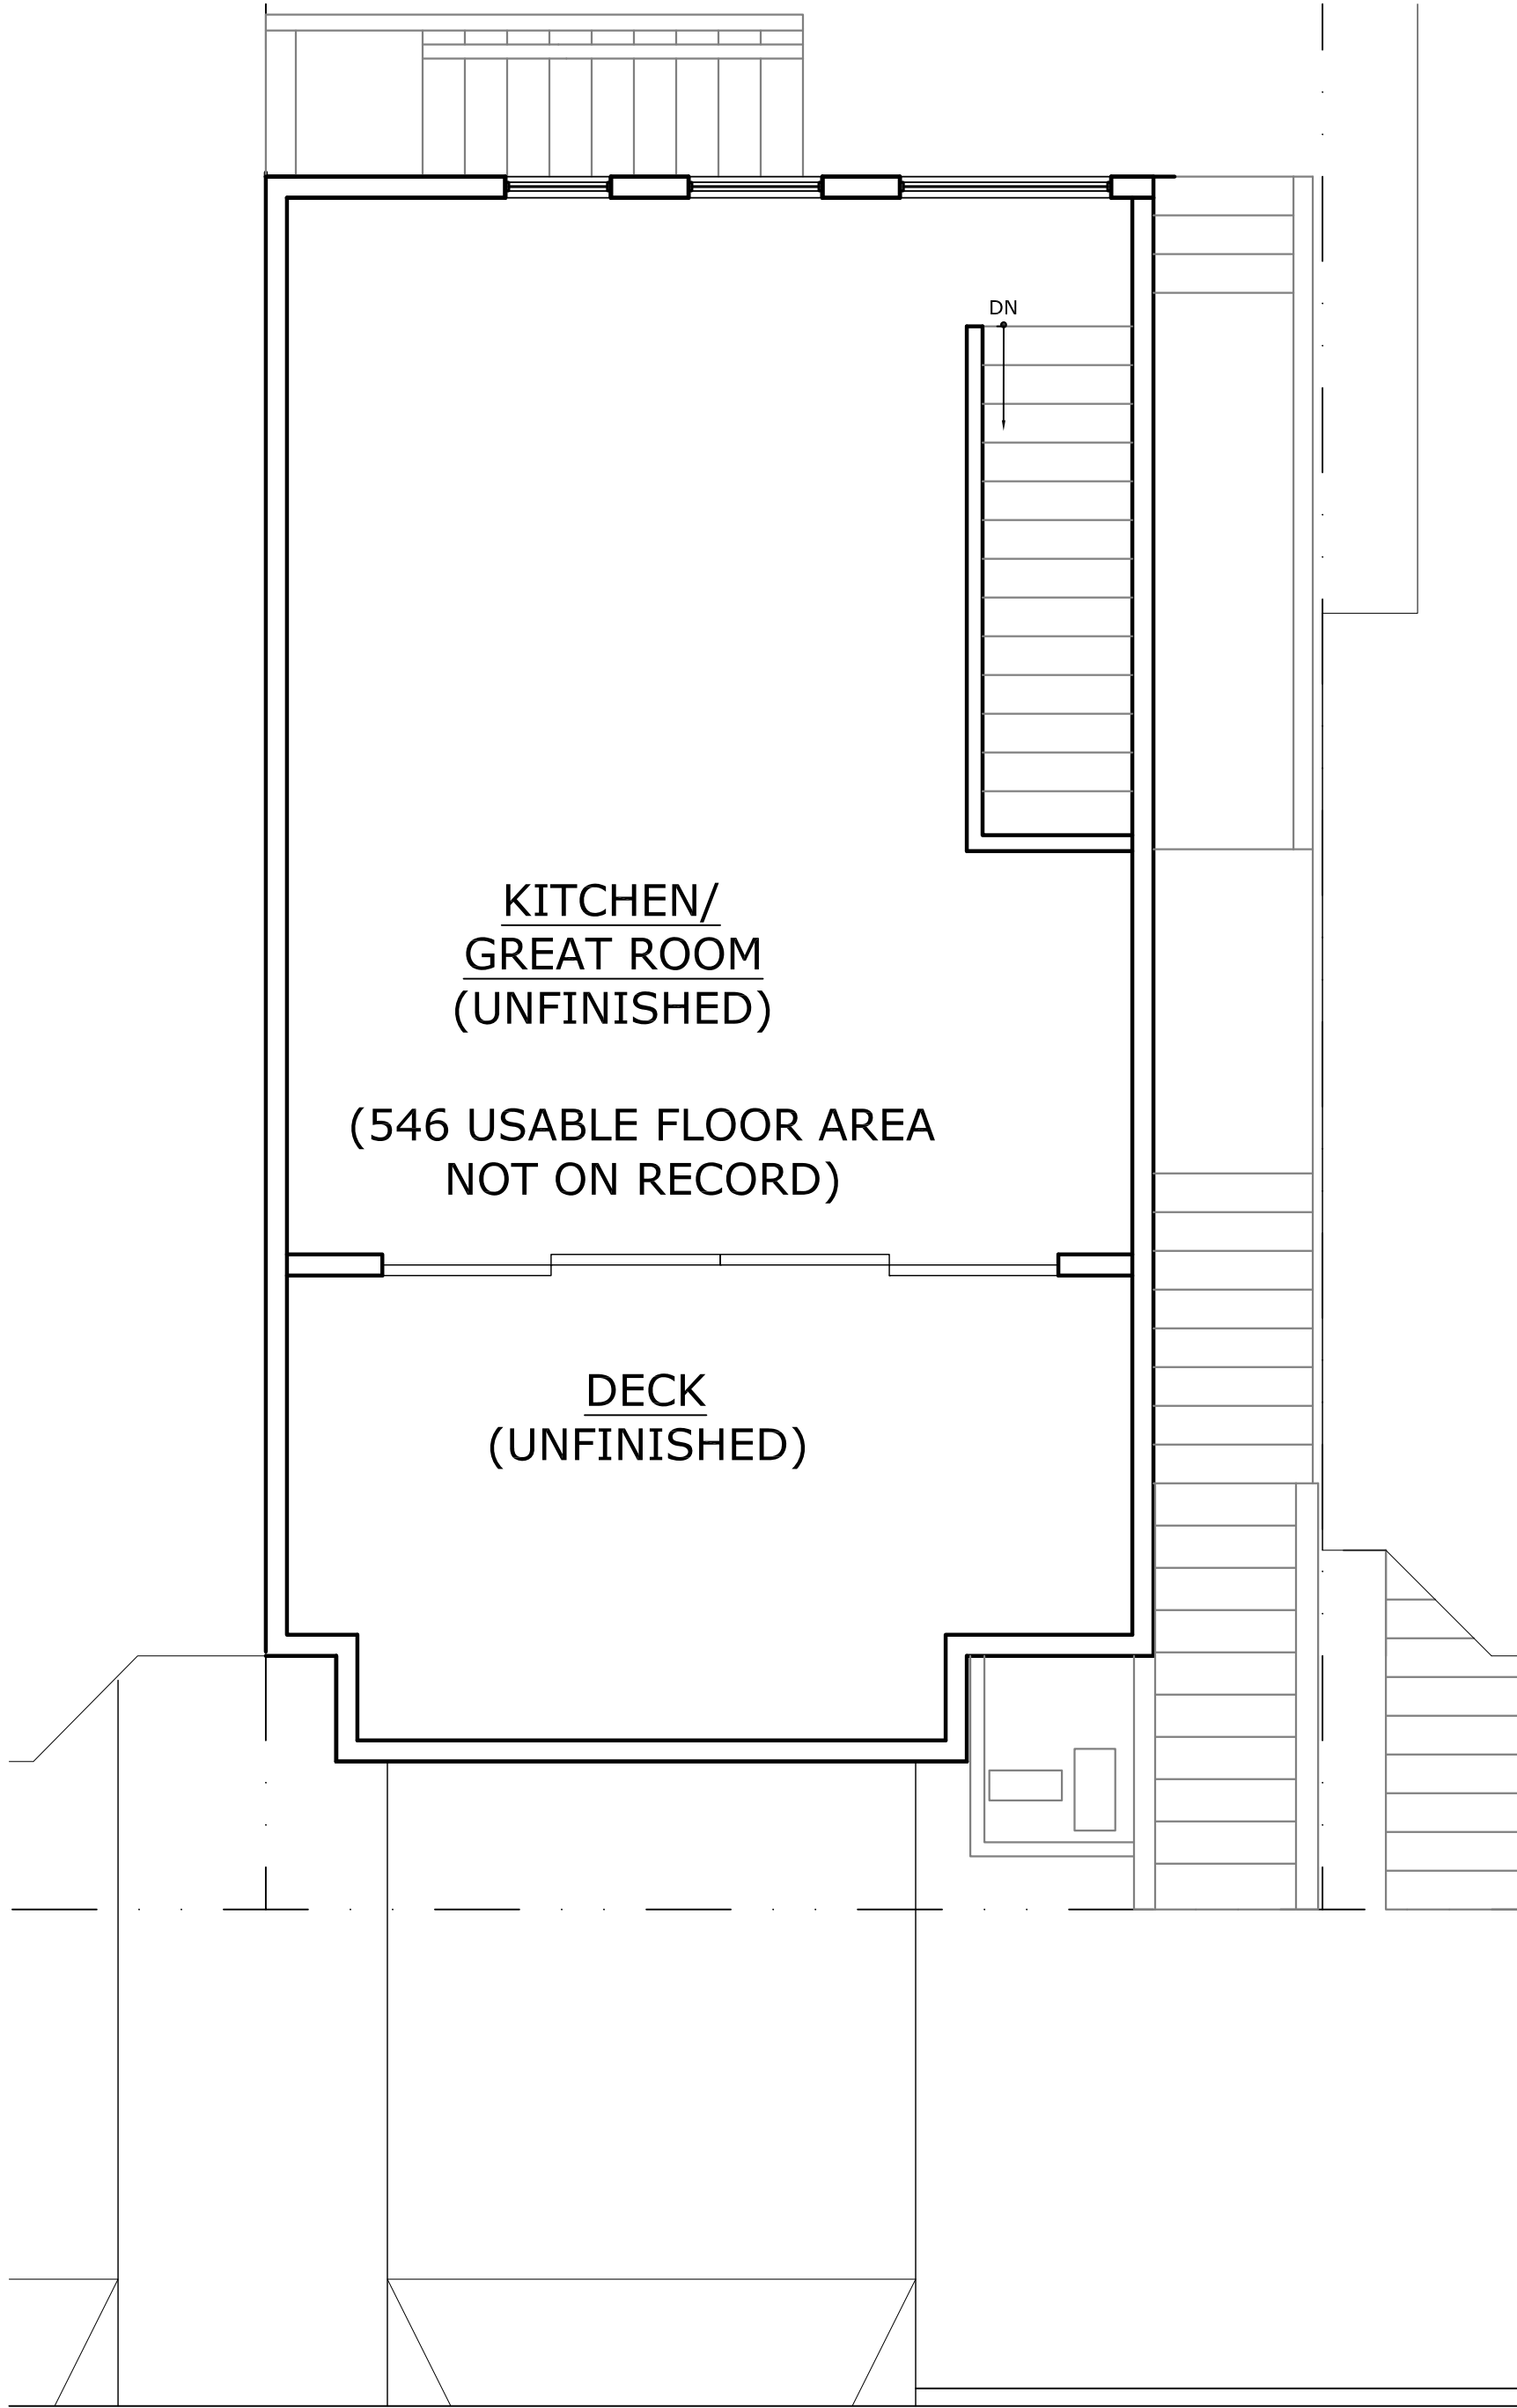 DN
KITCHEN/
GREAT ROOM
(UNFINISHED)
(546 USABLE FLOOR AREA
NOT ON RECORD)
DECK
(UNFINISHED)